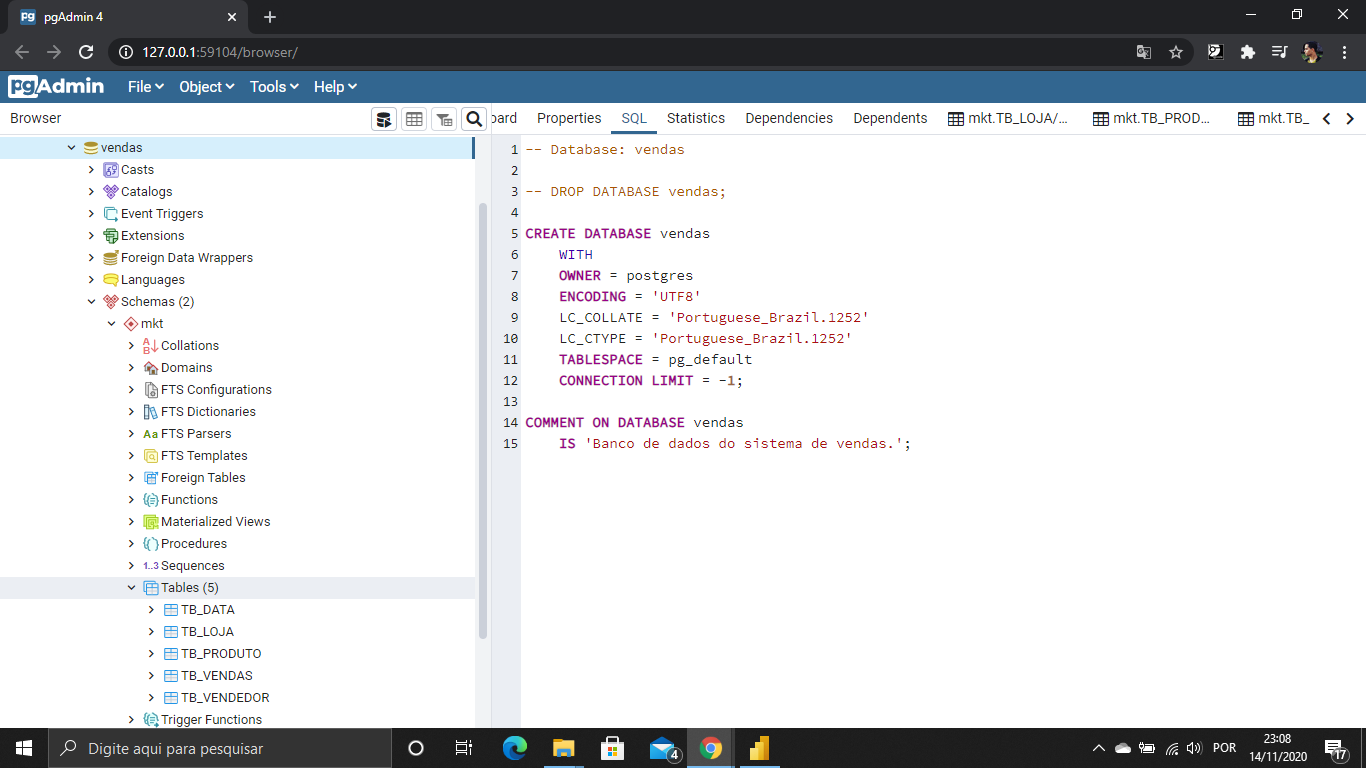 pgAdmin 4
127.0.0.1:59104/browser/
pgAdmin File Object Tools Help
Browser
oard Properties SQL Statistics Dependencies Dependents mkt.TB_LOJA/... mkt.TB_PROD... mkt.TB_
vendas
Casts
Catalogs
Event Triggers
Extensions
Foreign Data Wrappers
Languages
Schemas (2)
mkt
Collations
Domains
FTS Configurations
FTS Dictionaries
Aa FTS Parsers
FTS Templates
Foreign Tables
Functions
Materialized Views
Procedures
1..3 Sequences
Tables (5)
TB_DATA
TB_LOJA
TB_PRODUTO
TB_VENDAS
TB_VENDEDOR
Trigger Functions
1 -- Database: vendas
2
3 -- DROP DATABASE vendas;
4
5 CREATE DATABASE vendas
6 WITH
7 OWNER = postgres
8 ENCODING = 'UTF8'
9 LC_COLLATE = 'Portuguese_Brazil.1252'
10 LC_CTYPE = 'Portuguese_Brazil.1252'
11 TABLESPACE = pg_default
12 CONNECTION LIMIT = -1;
13
14 COMMENT ON DATABASE vendas
15 IS 'Banco de dados do sistema de vendas.';
Digite aqui para pesquisar
4
POR
23:08
14/11/2020
17